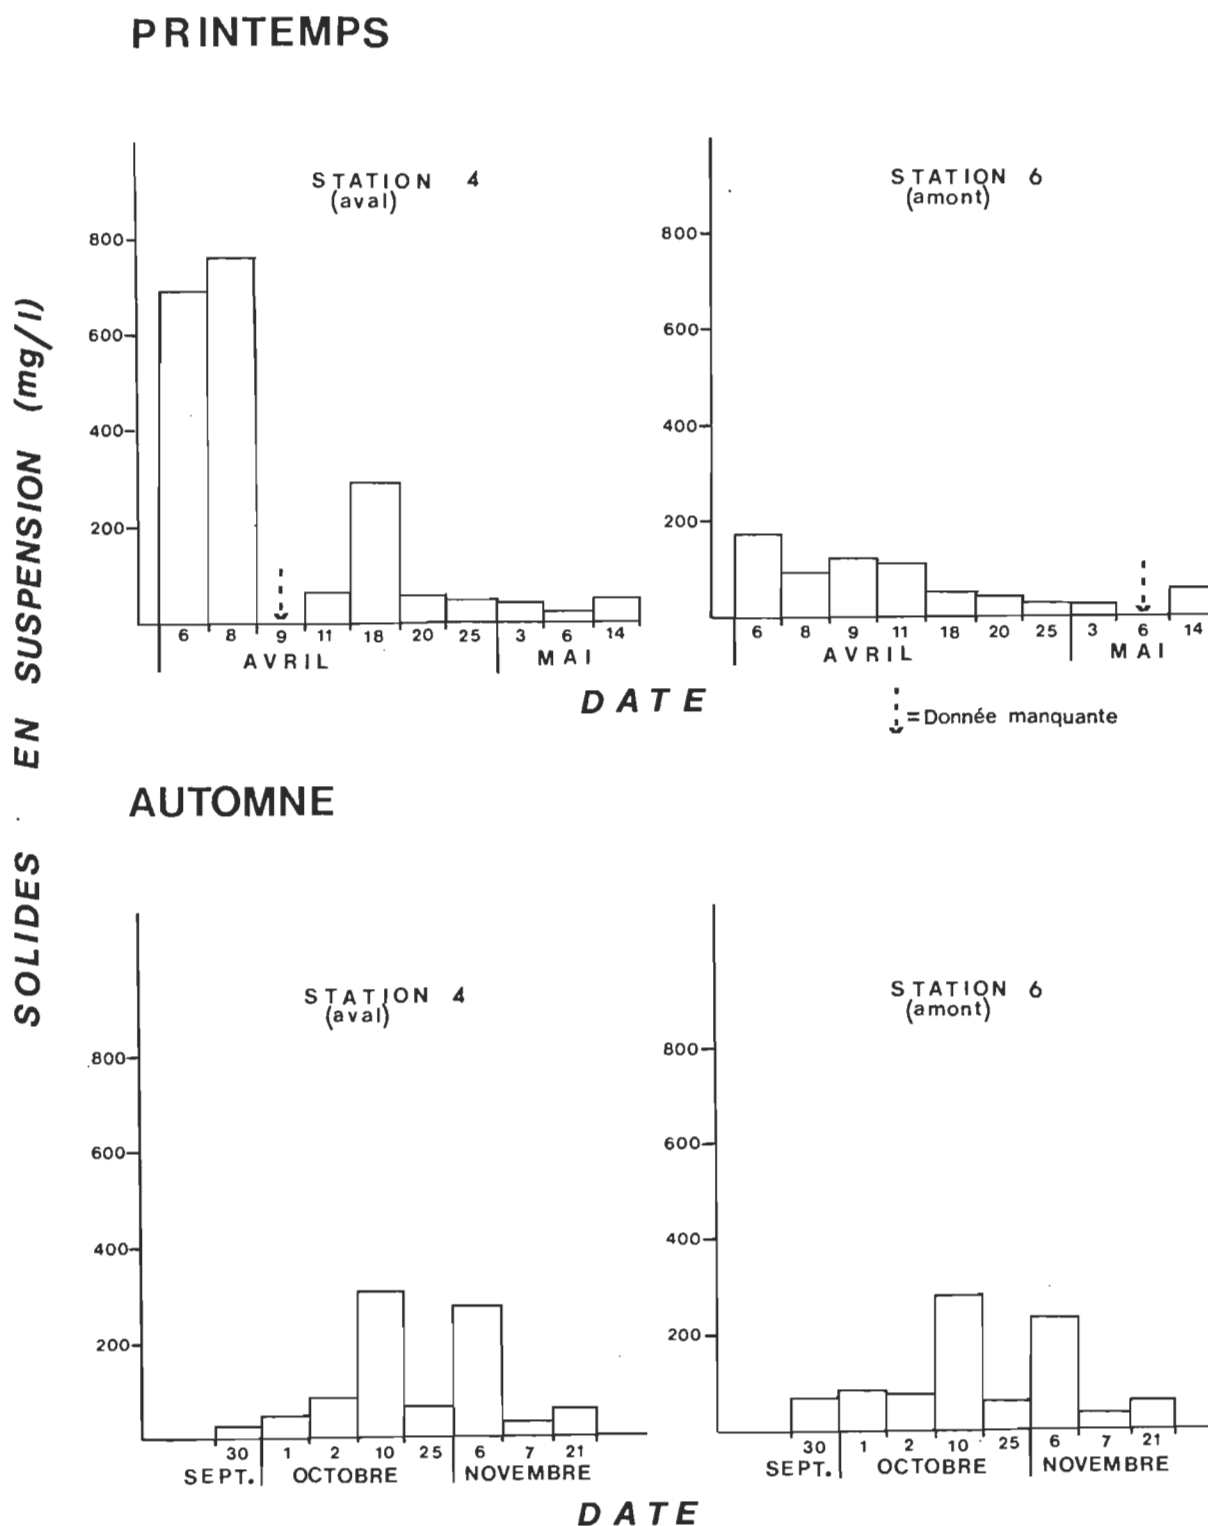 PRINTEMPS
SOLIDES EN SUSPENSION (mg/l)
STATION 4
(aval)
800
600
400
200
6 8 9 11 18 20 25 3 6 14
AVRIL MAI
STATION 6
(amont)
800
600
400
200
6 8 9 11 18 20 25 3 6 14
AVRIL MAI
DATE
= Donnée manquante
AUTOMNE
STATION 4
(aval)
800
600
400
200
30 1 2 10 25 6 7 21
SEPT. OCTOBRE NOVEMBRE
STATION 6
(amont)
800
600
400
200
30 1 2 10 25 6 7 21
SEPT. OCTOBRE NOVEMBRE
DATE